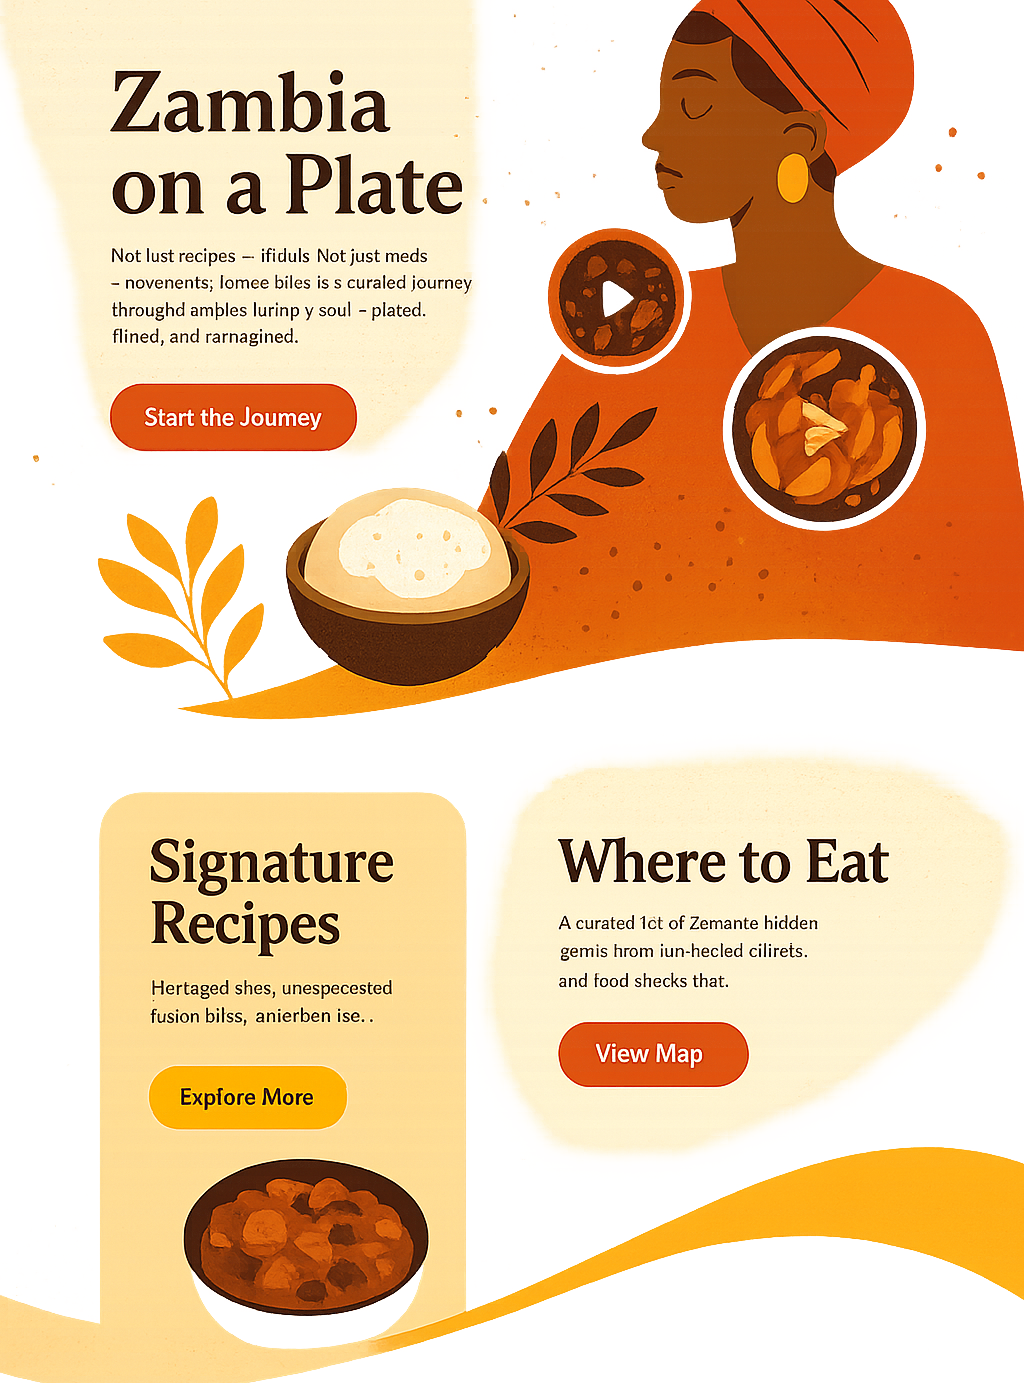 Zambia
on a Plate
Not lust recipes – ifiduls Not just meds
– novenents; lomee biles is s curaled journey
throughd ambles lurinp y soul – plated.
flined, and rarnagined.
Start the Joumey
Signature
Recipes
Hertaged shes, unespecested
fusion bilss, anierben ise. .
Expfore More
Where to Eat
A curated 1ct of Zemante hidden
gemis hrom iun-hecled cilirets.
and food shecks that.
View Map